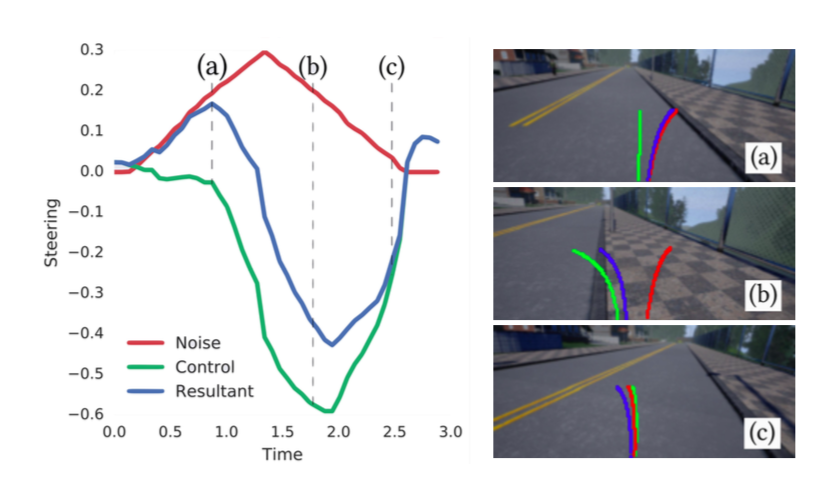 0.3
0.2
0.1
0.0
−0.1
−0.2
−0.3
−0.4
−0.5
−0.6
Steering
(a) (b) (c)
Noise
Control
Resultant
0.0 0.5 1.0 1.5 2.0 2.5 3.0
Time
(a)
(b)
(c)